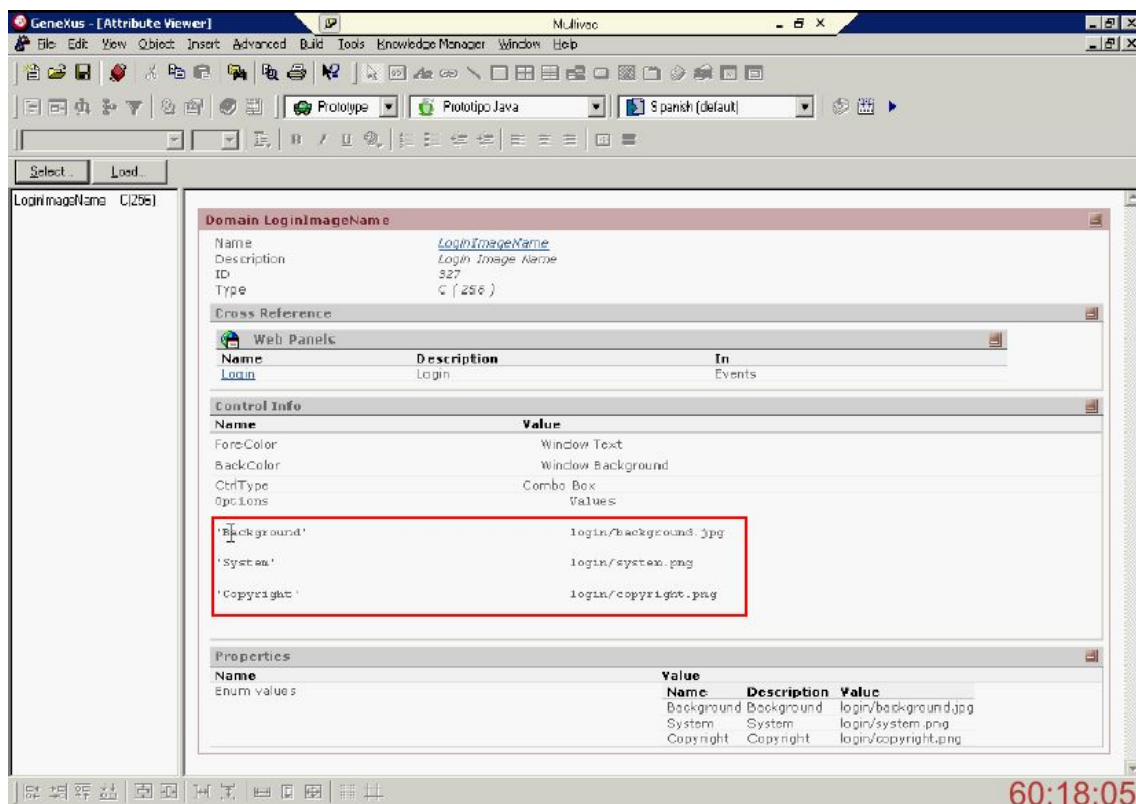 GeneXus - [Attribute Viewer]
Multivac
File Edit View Object Insert Advanced Build Tools Knowledge Manager Window Help
Prototype Prototipo Java Spanish (default)
Select... Load...
LoginImageName C(256)
Domain LoginImageName
Name LoginImageName
Description Login Image Name
ID 327
Type C ( 256 )
Cross Reference
Web Panels
Name Description In
Login Login Events
Control Info
Name Value
ForeColor Window Text
BackColor Window Background
CtrlType Combo Box
Options Values
'Background' login/background.jpg
'System' login/system.png
'Copyright' login/copyright.png
Properties
Name Value
Enum values Name Description Value
Background Background login/background.jpg
System System login/system.png
Copyright Copyright login/copyright.png
60:18:05